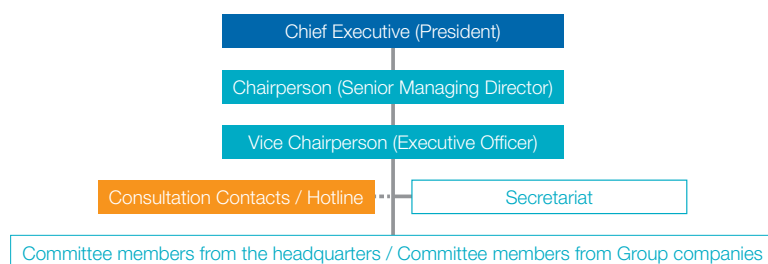 Chief Executive (President)
Chairperson (Senior Managing Director)
Vice Chairperson (Executive Officer)
Consultation Contacts / Hotline
Secretariat
Committee members from the headquarters / Committee members from Group companies